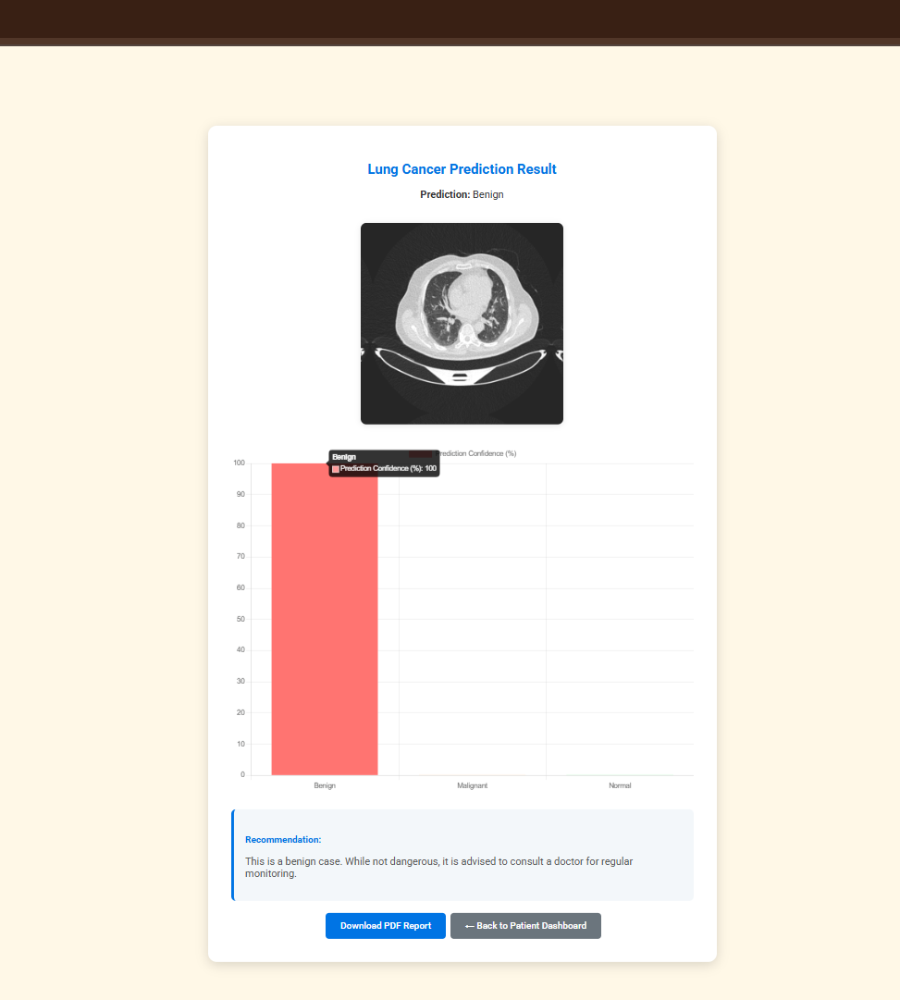 Lung Cancer Prediction Result
Prediction: Benign
Prediction Confidence (%)
Benign
Prediction Confidence (%): 100
100
90
80
70
60
50
40
30
20
10
0
Benign
Malignant
Normal
Recommendation:
This is a benign case. While not dangerous, it is advised to consult a doctor for regular
monitoring.
Download PDF Report
← Back to Patient Dashboard